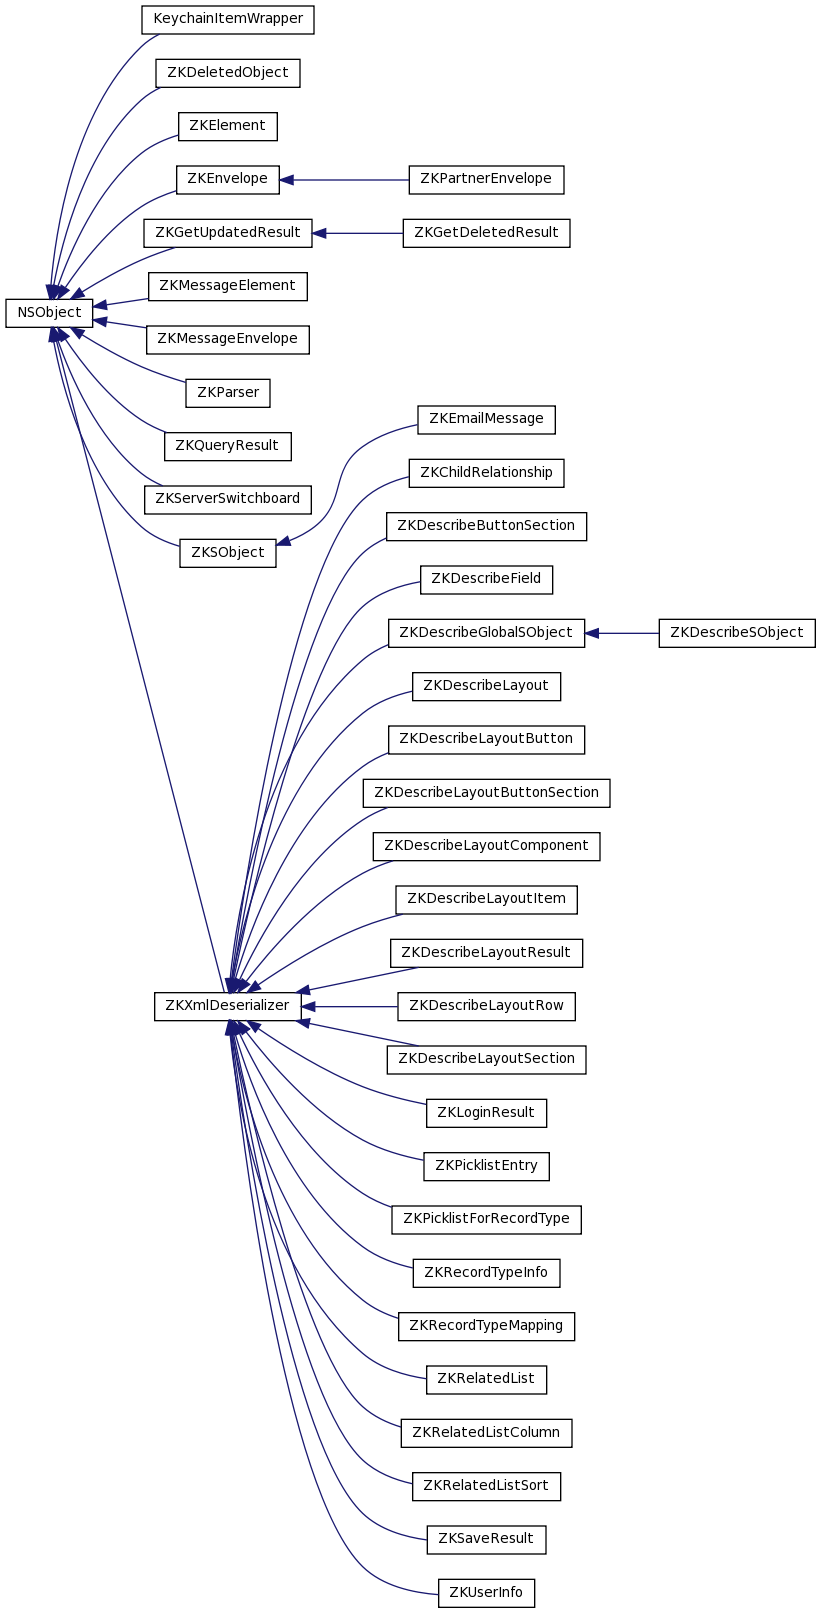 KeychainItemWrapper
ZKDeletedObject
ZKElement
ZKEnvelope
ZKPartnerEnvelope
ZKGetUpdatedResult
ZKGetDeletedResult
ZKMessageElement
NSObject
ZKMessageEnvelope
ZKParser
ZKEmailMessage
ZKQueryResult
ZKChildRelationship
ZKServerSwitchboard
ZKDescribeButtonSection
ZKSObject
ZKDescribeField
ZKDescribeGlobalSObject
ZKDescribeSObject
ZKDescribeLayout
ZKDescribeLayoutButton
ZKDescribeLayoutButtonSection
ZKDescribeLayoutComponent
ZKDescribeLayoutItem
ZKDescribeLayoutResult
ZKXmlDeserializer
ZKDescribeLayoutRow
ZKDescribeLayoutSection
ZKLoginResult
ZKPicklistEntry
ZKPicklistForRecordType
ZKRecordTypeInfo
ZKRecordTypeMapping
ZKRelatedList
ZKRelatedListColumn
ZKRelatedListSort
ZKSaveResult
ZKUserInfo